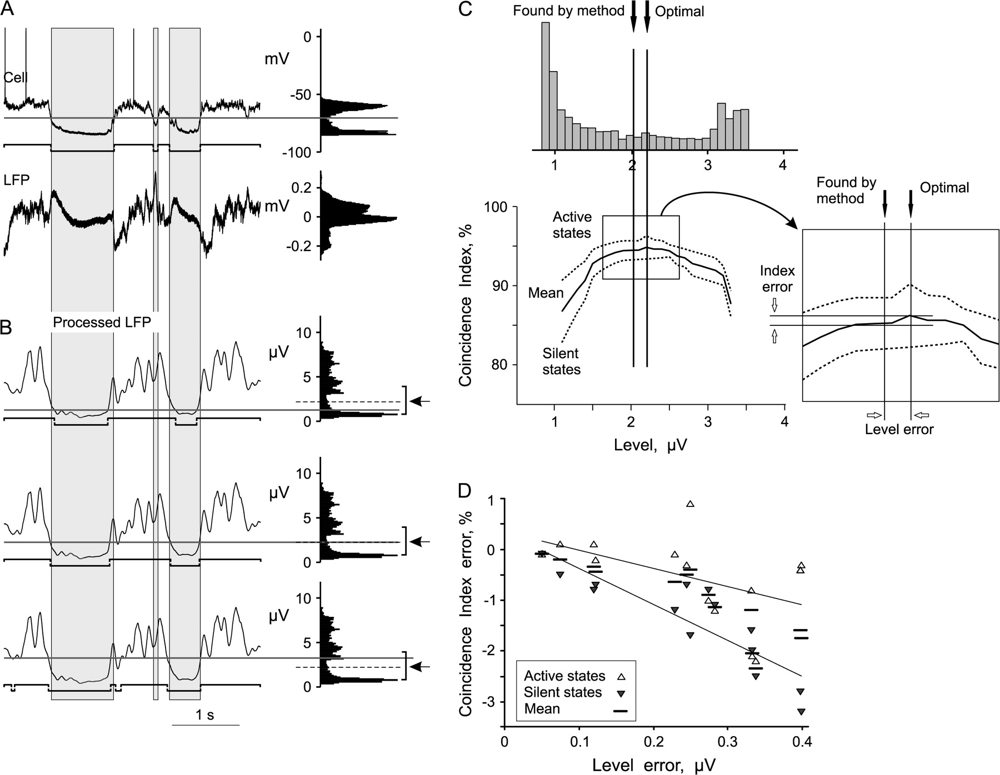 A
Cell
mV
0
-50
-100
LFP
mV
0.2
0
-0.2
B
Processed LFP
µV
10
5
0
µV
10
5
0
µV
10
5
0
1 s
C
Found by method
Optimal
1
2
3
4
Coincidence Index, %
100
90
80
Active
states
Mean
Silent
states
1
2
3
4
Level, µV
Found by
method
Optimal
Index
error
Level error
D
Coincidence Index error, %
1
0
-1
-2
-3
Active states
Silent states
Mean
0
0.1
0.2
0.3
0.4
Level error, µV